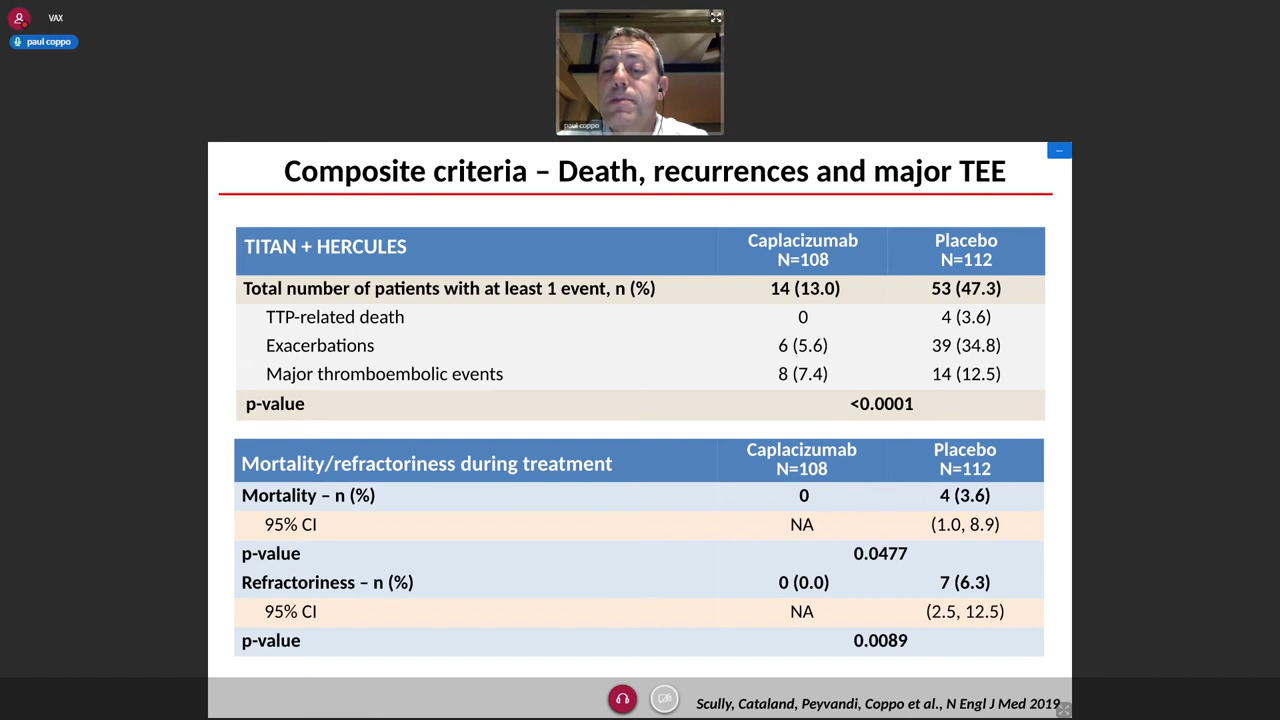 VAX
paul coppo
paul coppo
Composite criteria – Death, recurrences and major TEE
TITAN + HERCULES Caplacizumab N=108 Placebo N=112
Total number of patients with at least 1 event, n (%) 14 (13.0) 53 (47.3)
TTP-related death 0 4 (3.6)
Exacerbations 6 (5.6) 39 (34.8)
Major thromboembolic events 8 (7.4) 14 (12.5)
p-value <0.0001
Mortality/refractoriness during treatment Caplacizumab N=108 Placebo N=112
Mortality – n (%) 0 4 (3.6)
95% CI NA (1.0, 8.9)
p-value 0.0477
Refractoriness – n (%) 0 (0.0) 7 (6.3)
95% CI NA (2.5, 12.5)
p-value 0.0089
Scully, Cataland, Peyvandi, Coppo et al., N Engl J Med 2019